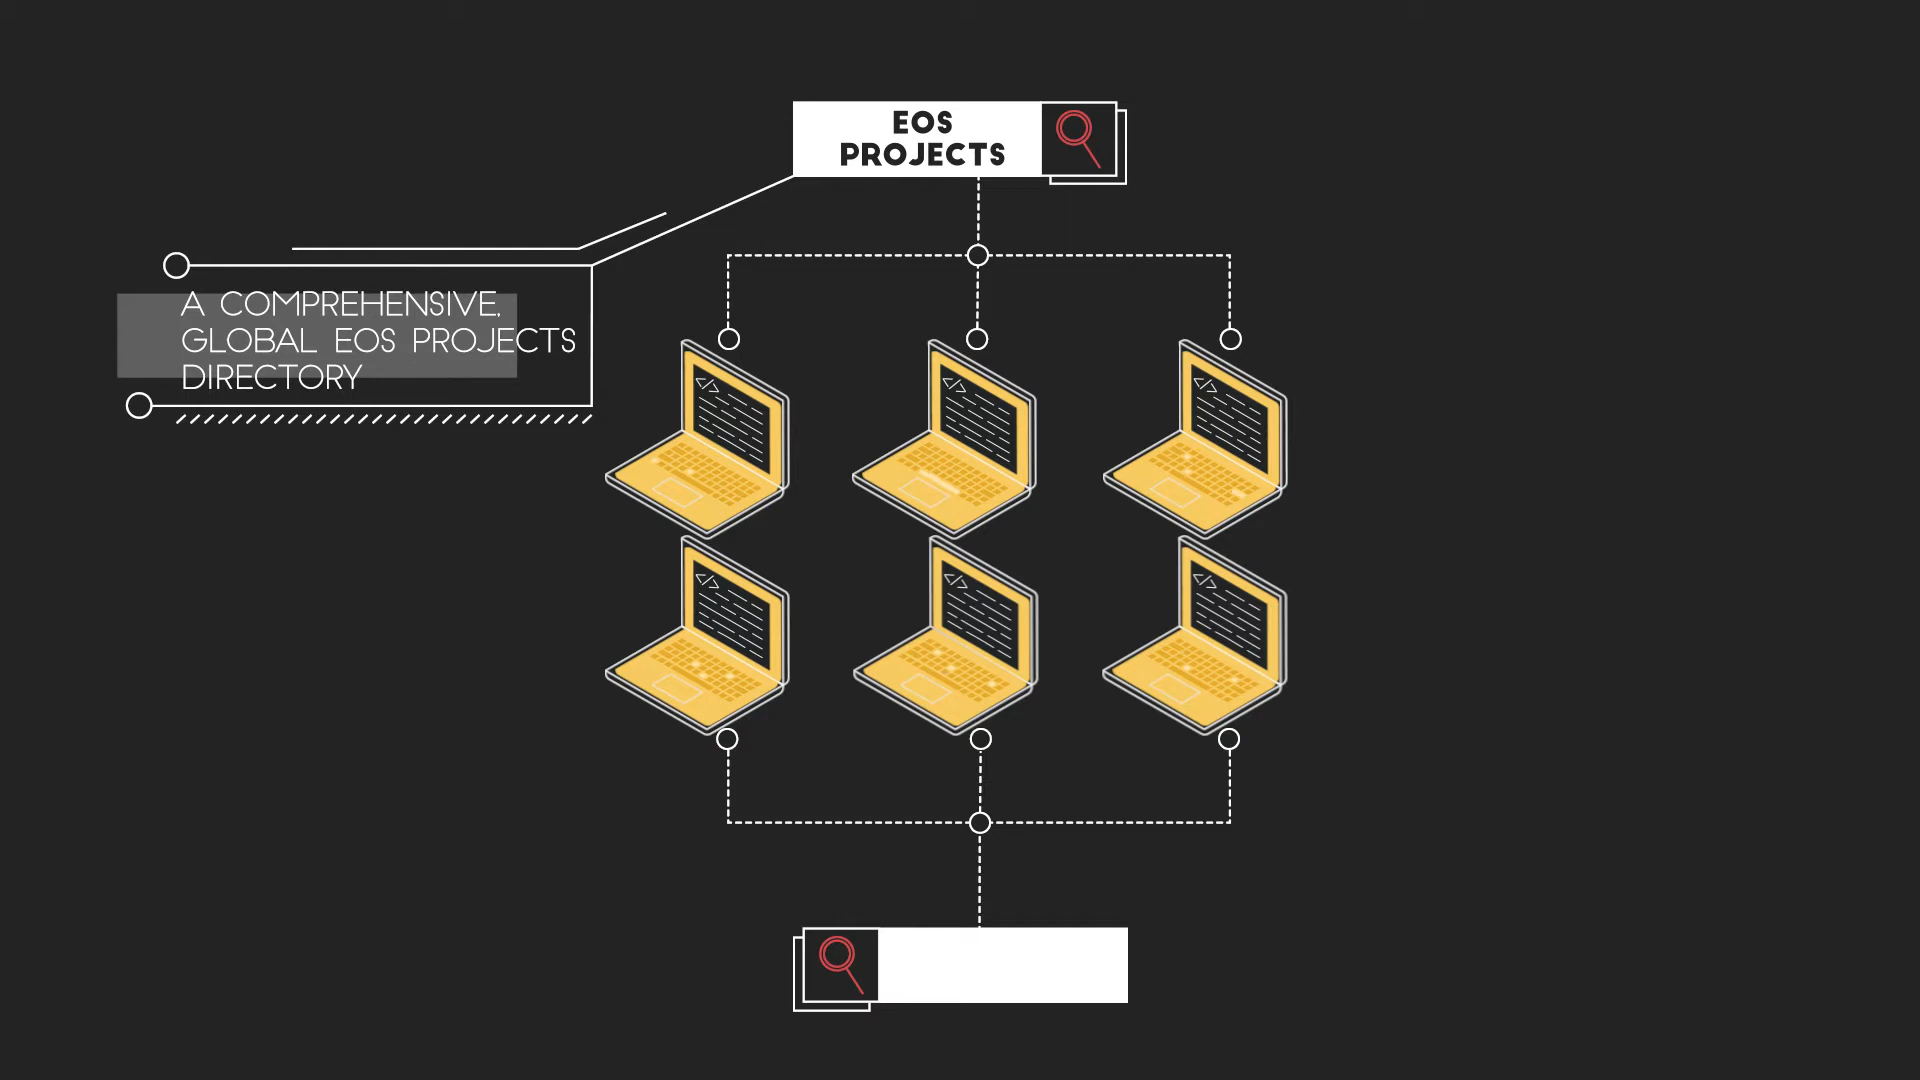 EOS
PROJECTS
A COMPREHENSIVE,
GLOBAL EOS PROJECTS
DIRECTORY